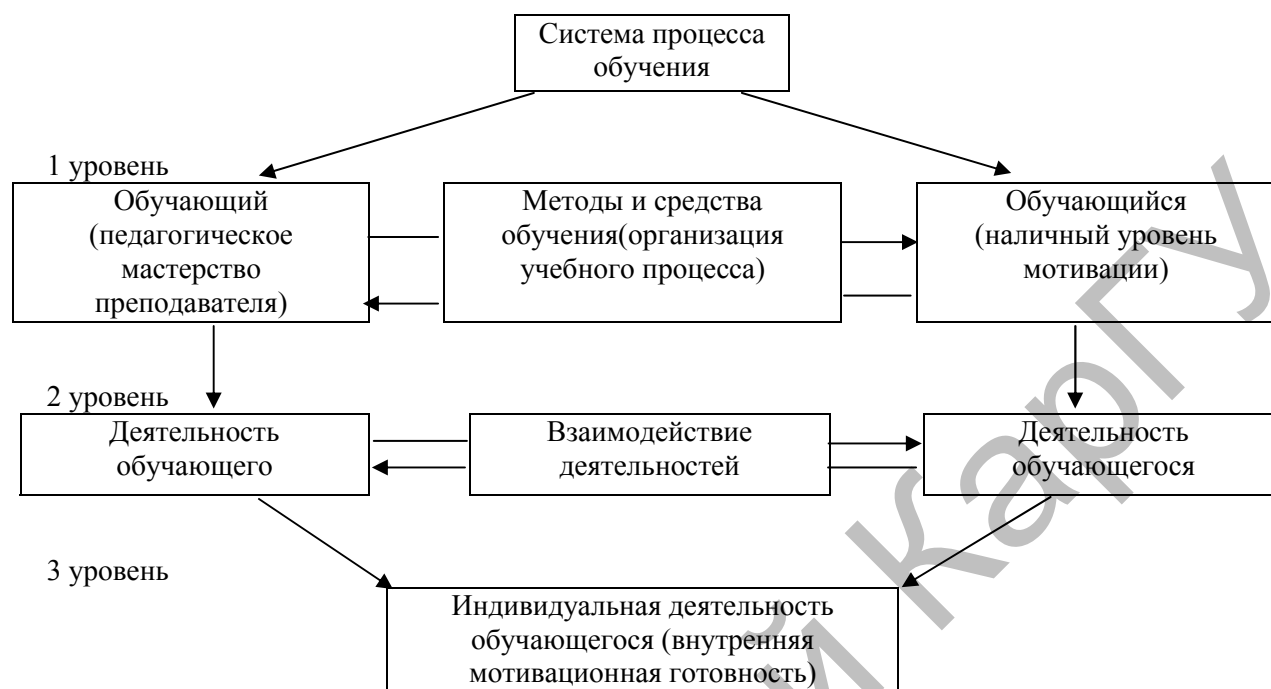 Система процесса
обучения
1 уровень
Обучающий
(педагогическое
мастерство
преподавателя)
Методы и средства
обучения(организация
учебного процесса)
Обучающийся
(наличный уровень
мотивации)
2 уровень
Деятельность
обучающего
Взаимодействие
деятельностей
Деятельность
обучающегося
3 уровень
Индивидуальная деятельность
обучающегося (внутренняя
мотивационная готовность)
й КарГУ